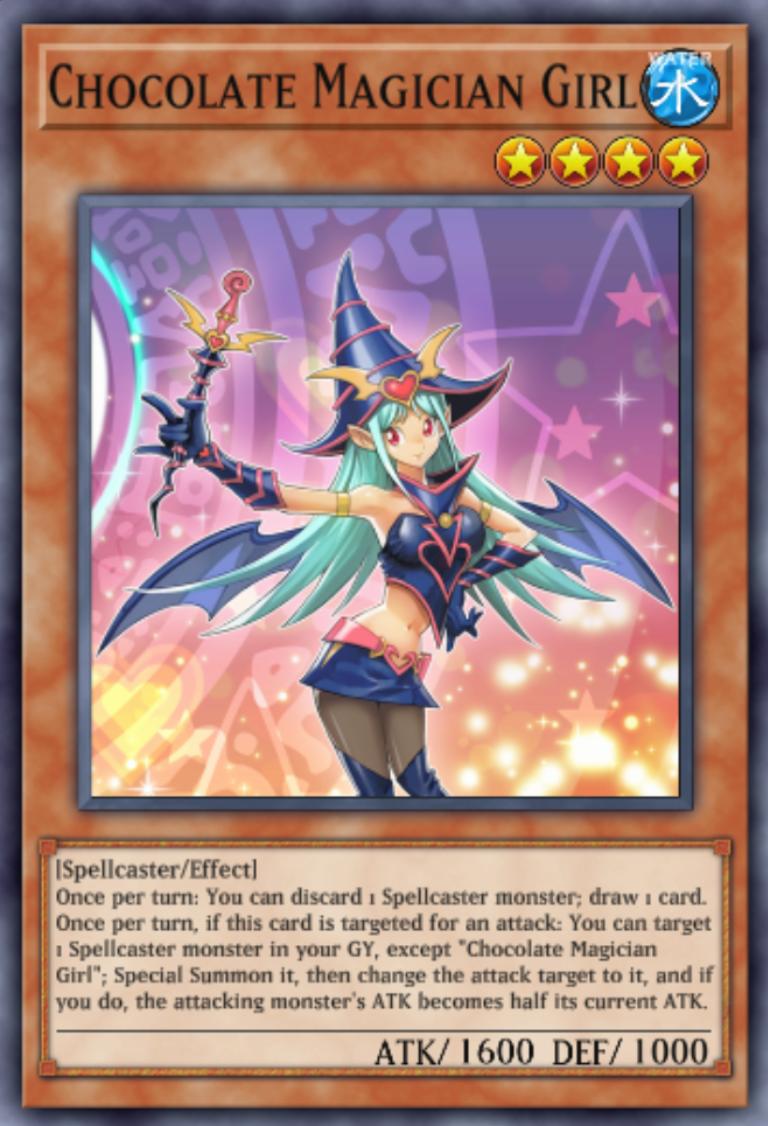 Chocolate Magician Girl
WATER
水
[Spellcaster/Effect]
Once per turn: You can discard 1 Spellcaster monster; draw 1 card.
Once per turn, if this card is targeted for an attack: You can target
1 Spellcaster monster in your GY, except "Chocolate Magician
Girl"; Special Summon it, then change the attack target to it, and if
you do, the attacking monster's ATK becomes half its current ATK.
ATK/ 1600 DEF/ 1000